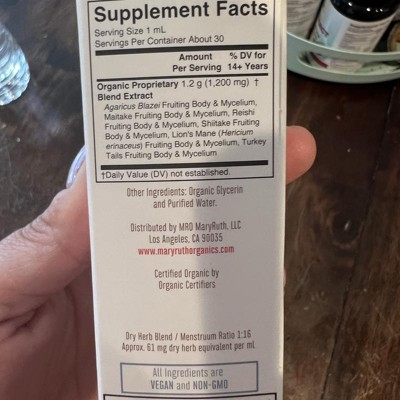 Supplement Facts
Serving Size 1 mL
Servings Per Container About 30
Amount % DV for
Per Serving 14+ Years
Organic Proprietary 1.2 g (1,200 mg) †
Blend Extract
Agaricus Blazei Fruiting Body & Mycelium,
Maitake Fruiting Body & Mycelium, Reishi
Fruiting Body & Mycelium, Shiitake Fruiting
Body & Mycelium, Lion's Mane (Hericium
erinaceus) Fruiting Body & Mycelium, Turkey
Tails Fruiting Body & Mycelium
†Daily Value (DV) not established.
Other Ingredients: Organic Glycerin
and Purified Water.
Distributed by MRO MaryRuth, LLC
Los Angeles, CA 90035
www.maryruthorganics.com
Certified Organic by
Organic Certifiers
Dry Herb Blend / Menstruum Ratio 1:16
Approx. 61 mg dry herb equivalent per mL
All Ingredients are
VEGAN and NON-GMO